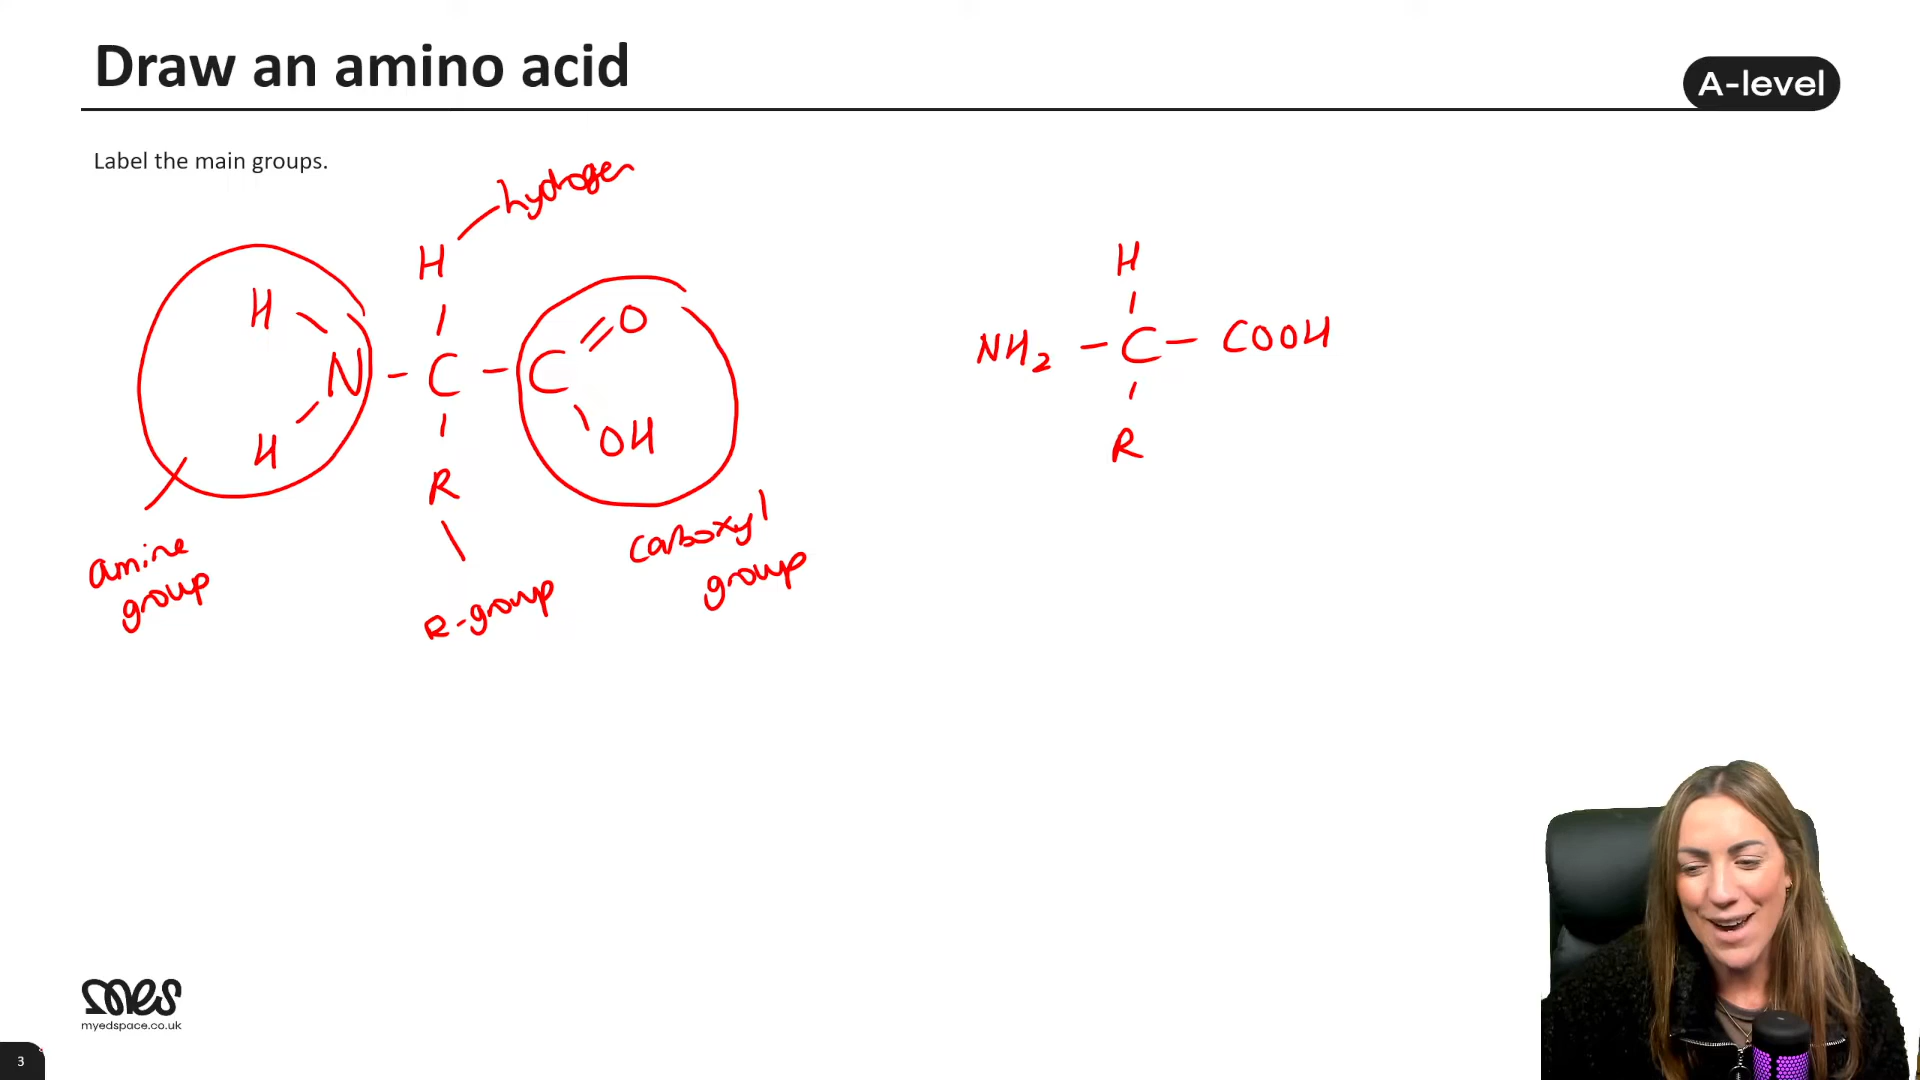 Draw an amino acid
A-level
Label the main groups.
hydrogen
H
H
N - C - C
O
H
OH
R
amine
group
R-group
carboxyl
group
H
NH2 - C - COOH
R
mes
myedspace.co.uk
3